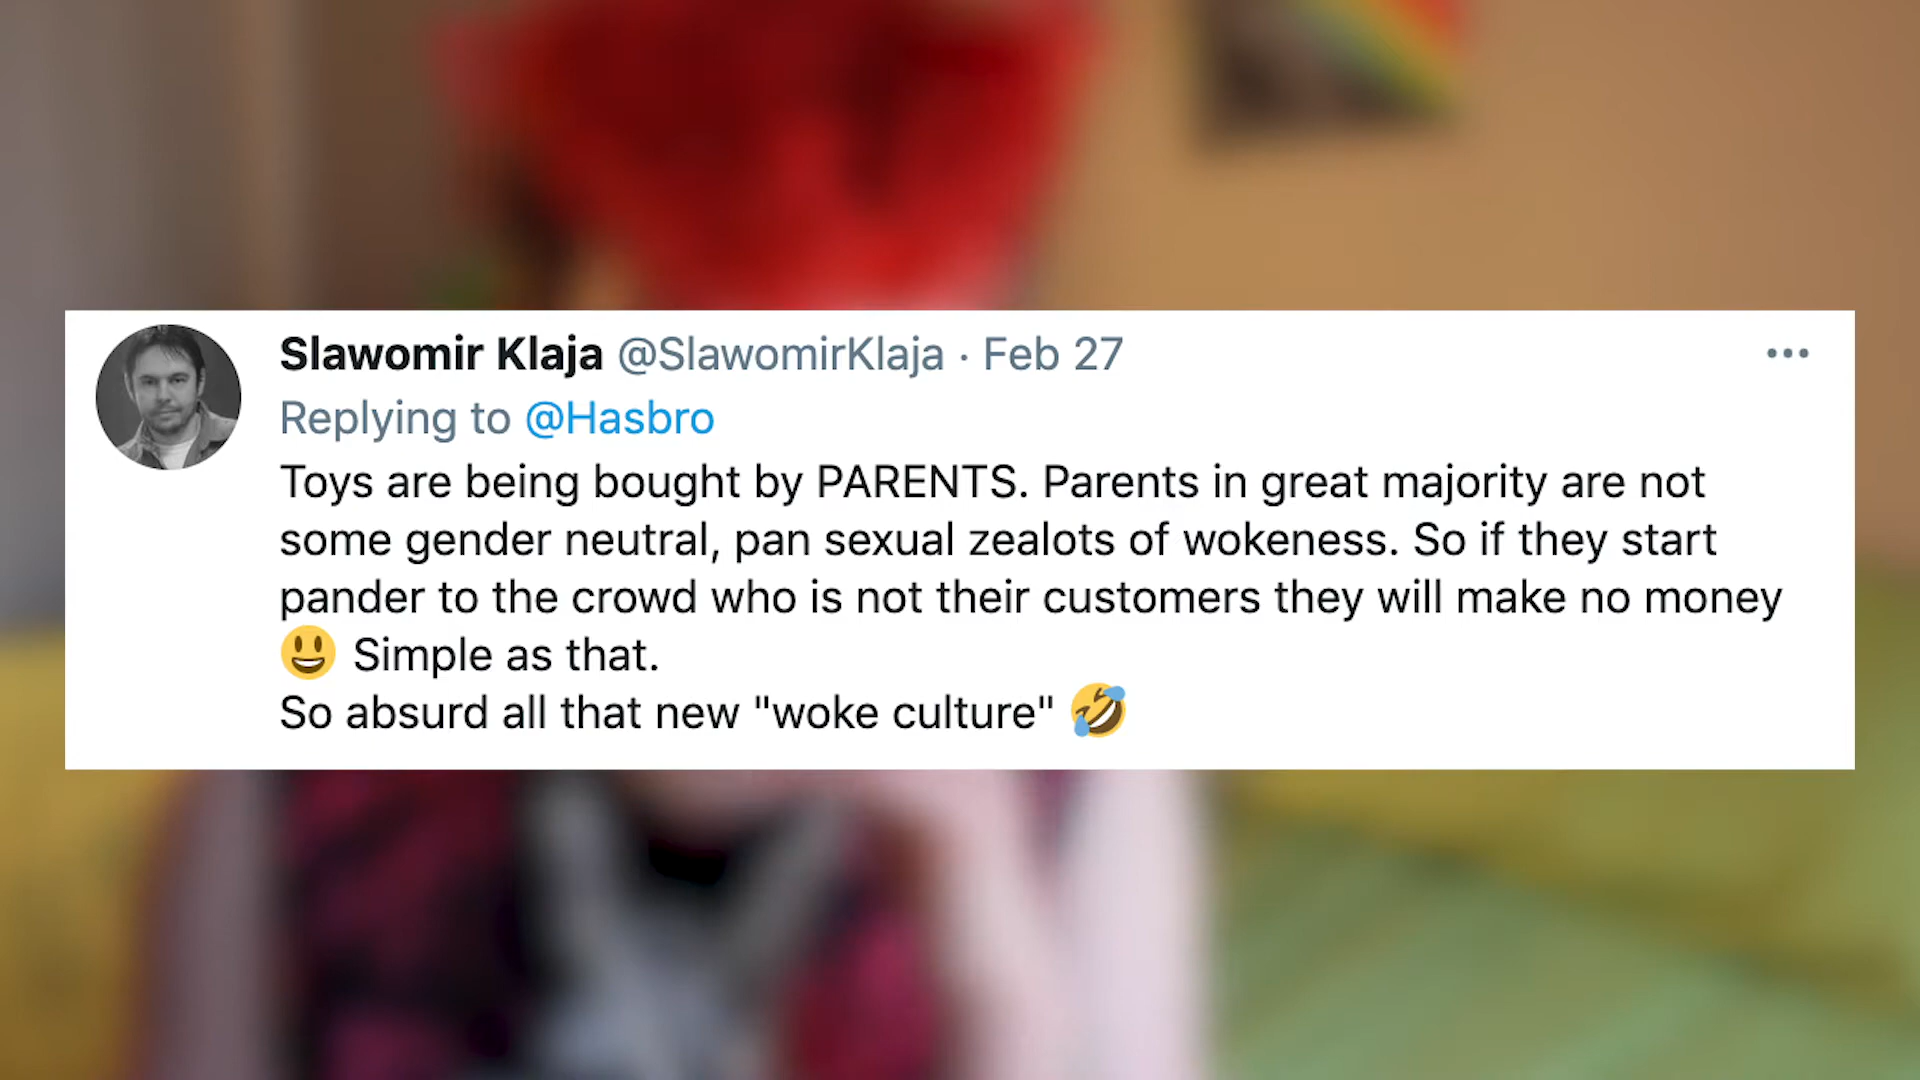 Slawomir Klaja @SlawomirKlaja · Feb 27
Replying to @Hasbro
Toys are being bought by PARENTS. Parents in great majority are not
some gender neutral, pan sexual zealots of wokeness. So if they start
pander to the crowd who is not their customers they will make no money
😃 Simple as that.
So absurd all that new "woke culture" 🤣